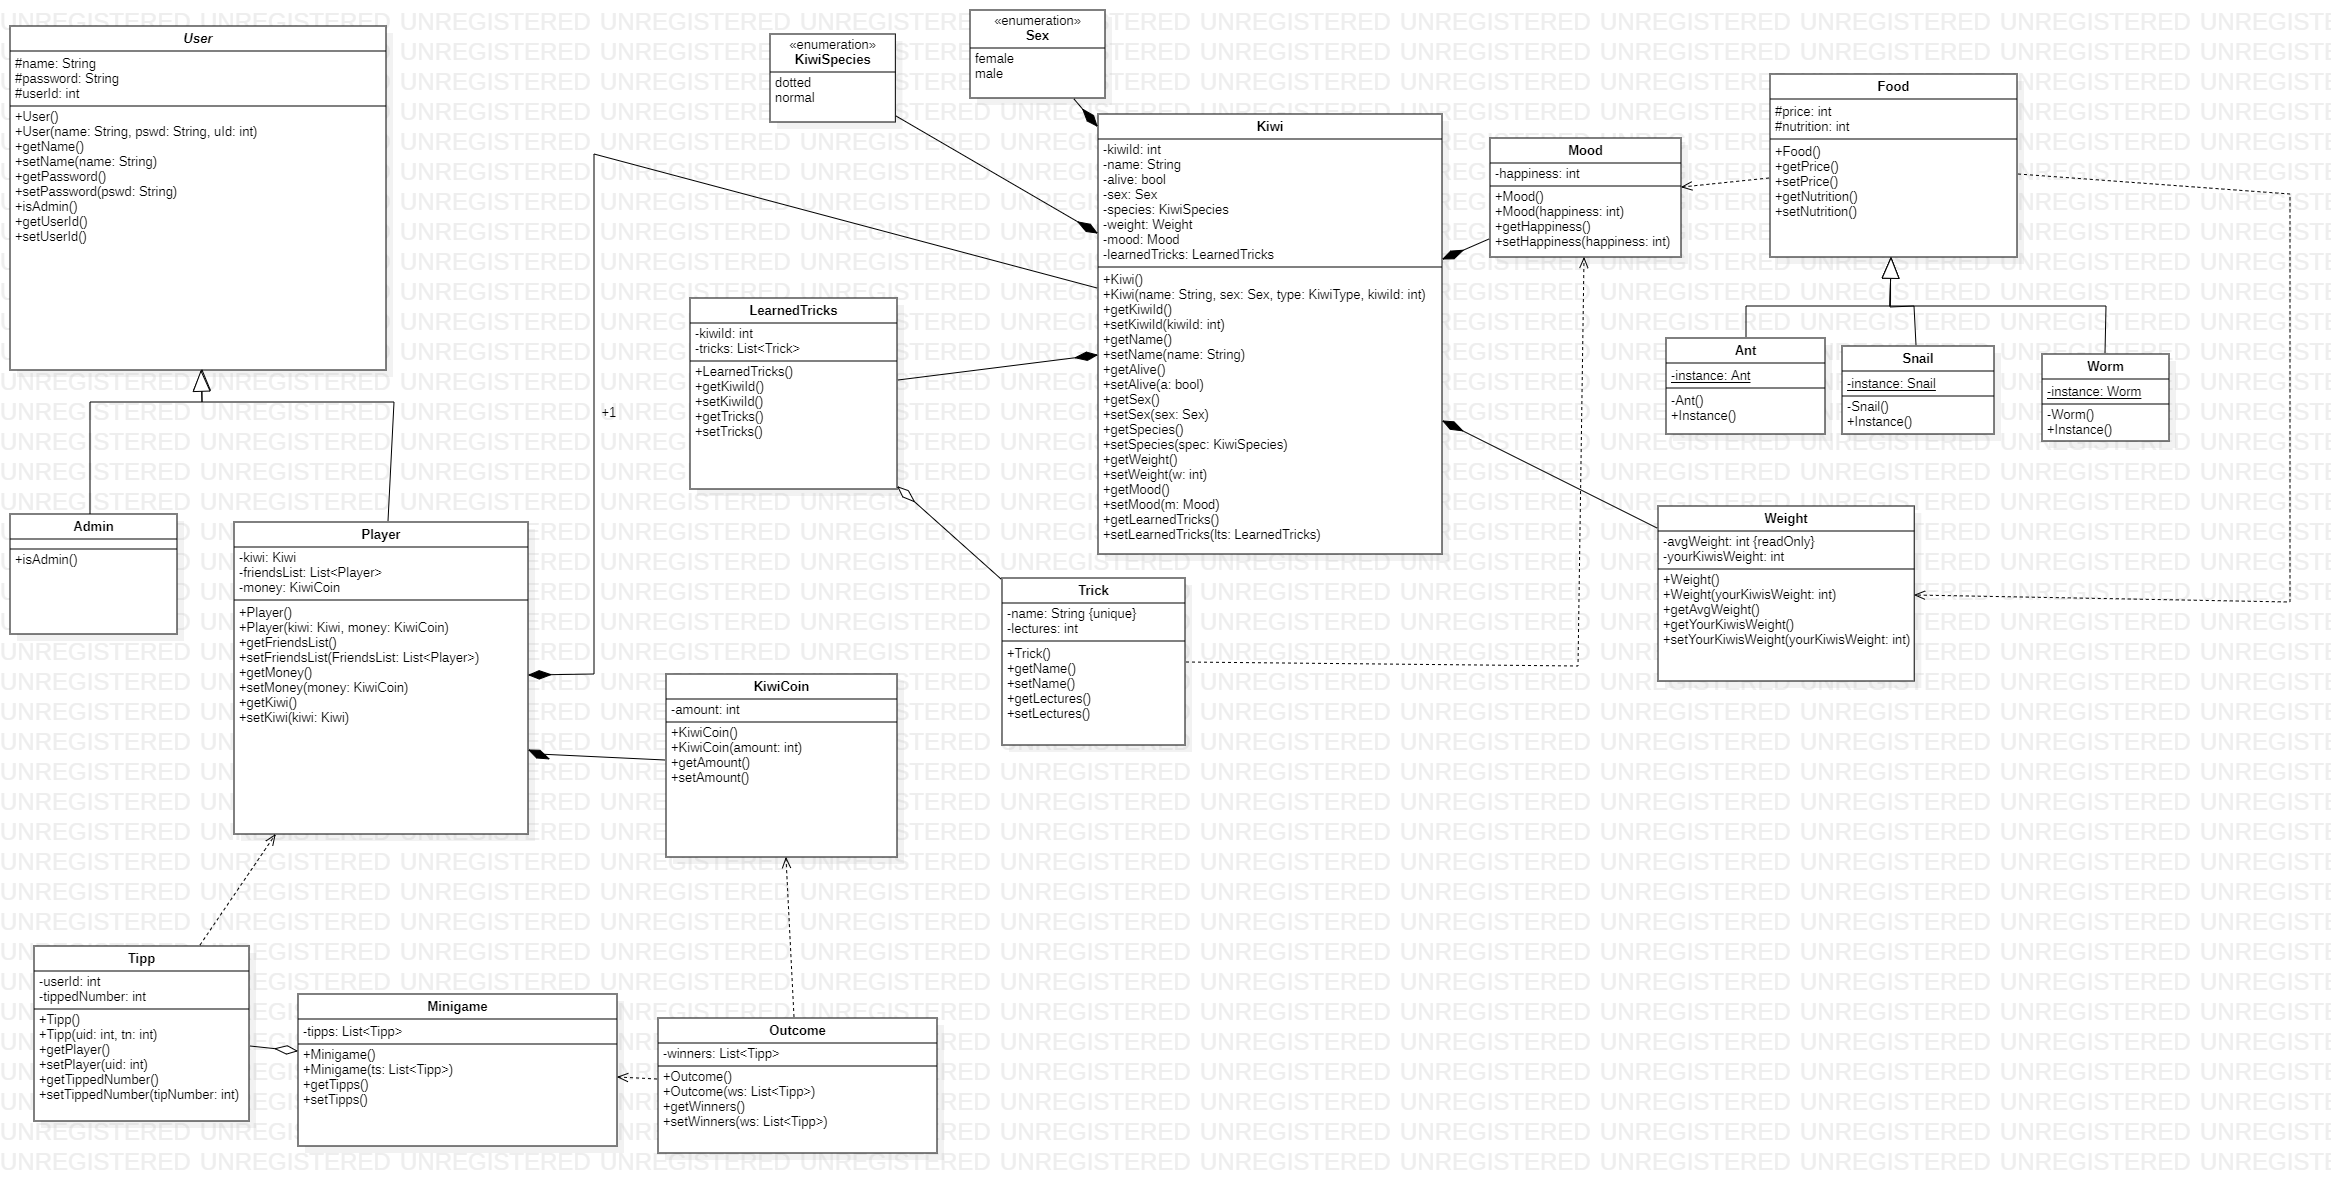 User
#name: String
#password: String
#userId: int
+User()
+User(name: String, pswd: String, uId: int)
+getName()
+setName(name: String)
+getPassword()
+setPassword(pswd: String)
+isAdmin()
+getUserId()
+setUserId()
«enumeration»
KiwiSpecies
dotted
normal
«enumeration»
Sex
female
male
Kiwi
-kiwiId: int
-name: String
-alive: bool
-sex: Sex
-species: KiwiSpecies
-weight: Weight
-mood: Mood
-learnedTricks: LearnedTricks
+Kiwi()
+Kiwi(name: String, sex: Sex, type: KiwiType, kiwiId: int)
+getKiwiId()
+setKiwiId(kiwiId: int)
+getName()
+setName(name: String)
+getAlive()
+setAlive(a: bool)
+getSex()
+setSex(sex: Sex)
+getSpecies()
+setSpecies(spec: KiwiSpecies)
+getWeight()
+setWeight(w: int)
+getMood()
+setMood(m: Mood)
+getLearnedTricks()
+setLearnedTricks(lts: LearnedTricks)
Mood
-happiness: int
+Mood()
+Mood(happiness: int)
+getHappiness()
+setHappiness(happiness: int)
Food
#price: int
#nutrition: int
+Food()
+getPrice()
+setPrice()
+getNutrition()
+setNutrition()
LearnedTricks
-kiwiId: int
-tricks: List<Trick>
+LearnedTricks()
+getKiwiId()
+setKiwiId()
+getTricks()
+setTricks()
+1
Ant
-instance: Ant
-Ant()
+Instance()
Snail
-instance: Snail
-Snail()
+Instance()
Worm
-instance: Worm
-Worm()
+Instance()
Admin
+isAdmin()
Player
-kiwi: Kiwi
-friendsList: List<Player>
-money: KiwiCoin
+Player()
+Player(kiwi: Kiwi, money: KiwiCoin)
+getFriendsList()
+setFriendsList(FriendsList: List<Player>)
+getMoney()
+setMoney(money: KiwiCoin)
+getKiwi()
+setKiwi(kiwi: Kiwi)
Weight
-avgWeight: int {readOnly}
-yourKiwisWeight: int
+Weight()
+Weight(yourKiwisWeight: int)
+getAvgWeight()
+getYourKiwisWeight()
+setYourKiwisWeight(yourKiwisWeight: int)
Trick
-name: String {unique}
-lectures: int
+Trick()
+getName()
+setName()
+getLectures()
+setLectures()
KiwiCoin
-amount: int
+KiwiCoin()
+KiwiCoin(amount: int)
+getAmount()
+setAmount()
Tipp
-userId: int
-tippedNumber: int
+Tipp()
+Tipp(uid: int, tn: int)
+getPlayer()
+setPlayer(uid: int)
+getTippedNumber()
+setTippedNumber(tipNumber: int)
Minigame
-tipps: List<Tipp>
+Minigame()
+Minigame(ts: List<Tipp>)
+getTipps()
+setTipps()
Outcome
-winners: List<Tipp>
+Outcome()
+Outcome(ws: List<Tipp>)
+getWinners()
+setWinners(ws: List<Tipp>)
UNREGISTERED